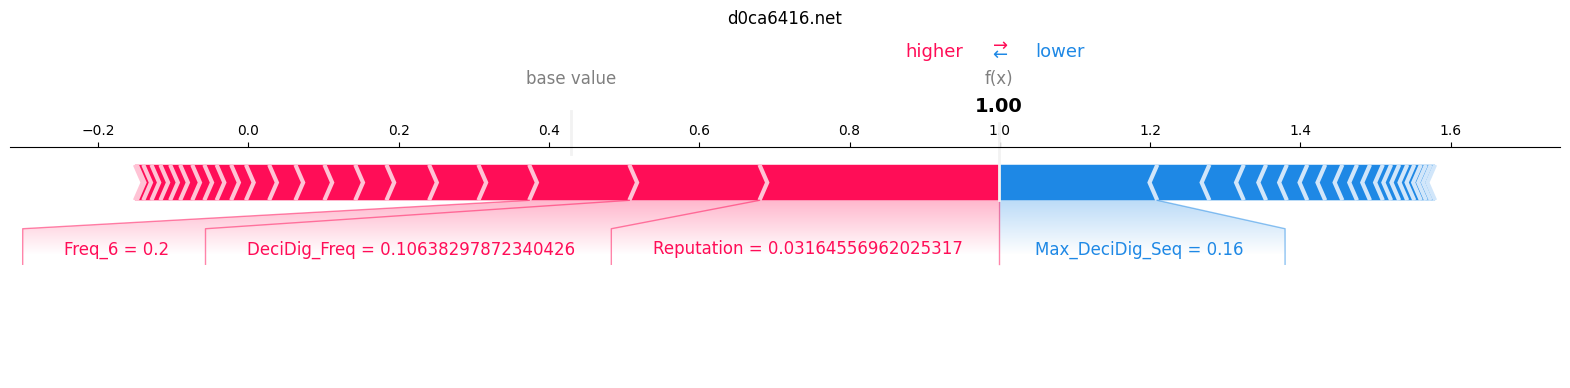 d0ca6416.net
higher → lower
←
base value f(x)
1.00
−0.2 0.0 0.2 0.4 0.6 0.8 1.0 1.2 1.4 1.6
Freq_6 = 0.2 DeciDig_Freq = 0.10638297872340426 Reputation = 0.03164556962025317 Max_DeciDig_Seq = 0.16